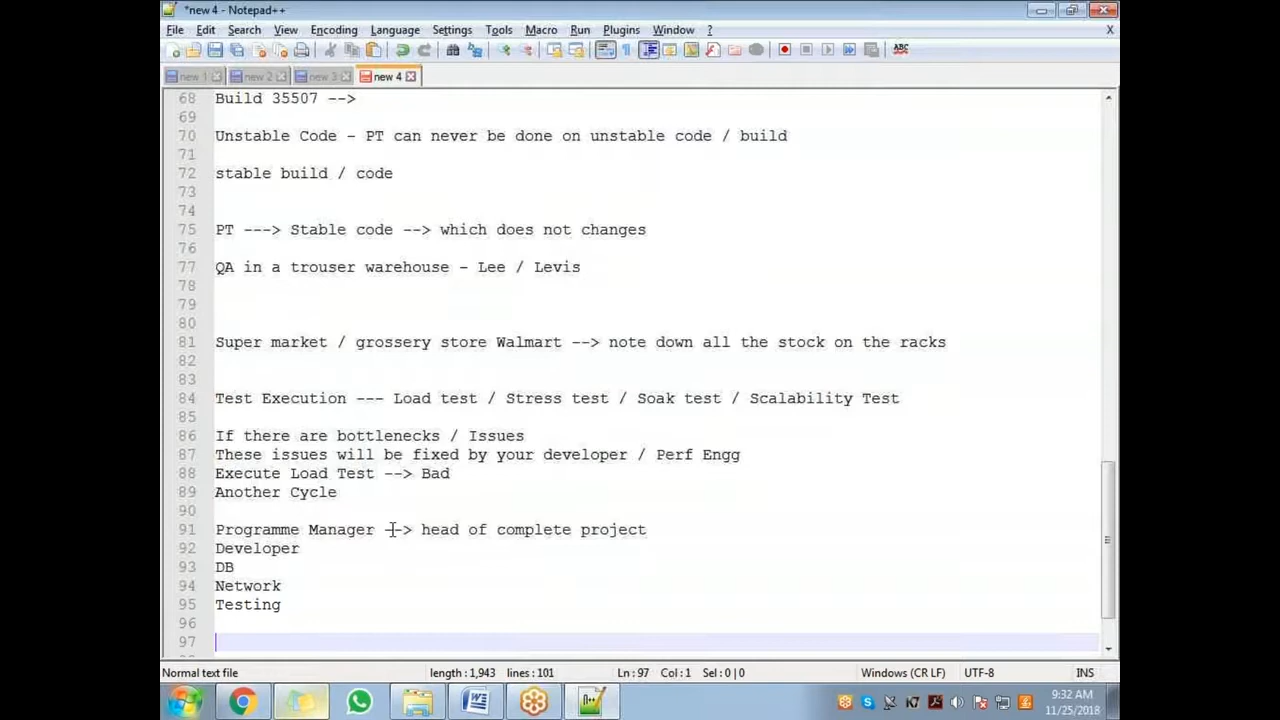 *new 4 - Notepad++
File Edit Search View Encoding Language Settings Tools Macro Run Plugins Window ? X
new 1 new 2 new 3 new 4
68 Build 35507 -->
69
70 Unstable Code - PT can never be done on unstable code / build
71
72 stable build / code
73
74
75 PT ---> Stable code --> which does not changes
76
77 QA in a trouser warehouse - Lee / Levis
78
79
80
81 Super market / grossery store Walmart --> note down all the stock on the racks
82
83
84 Test Execution --- Load test / Stress test / Soak test / Scalability Test
85
86 If there are bottlenecks / Issues
87 These issues will be fixed by your developer / Perf Engg
88 Execute Load Test --> Bad
89 Another Cycle
90
91 Programme Manager --> head of complete project
92 Developer
93 DB
94 Network
95 Testing
96
97
Normal text file length : 1,943 lines : 101 Ln : 97 Col : 1 Sel : 0 | 0 Windows (CR LF) UTF-8 INS
9:32 AM
11/25/2018